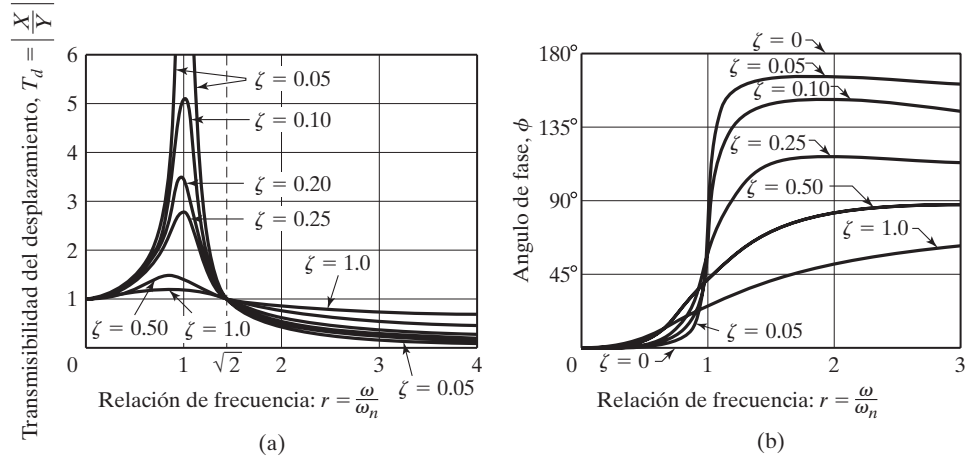 Transmisibilidad del desplazamiento, T_d = |X/Y|
6
5
4
3
2
1
0
1
√2
2
3
4
ζ = 0.05
ζ = 0.10
ζ = 0.20
ζ = 0.25
ζ = 1.0
ζ = 0.50
ζ = 1.0
ζ = 0.05
Relación de frecuencia: r = ω/ω_n
(a)
Angulo de fase, ϕ
180°
135°
90°
45°
0
1
2
3
ζ = 0
ζ = 0.05
ζ = 0.10
ζ = 0.25
ζ = 0.50
ζ = 1.0
ζ = 0.05
ζ = 0
Relación de frecuencia: r = ω/ω_n
(b)